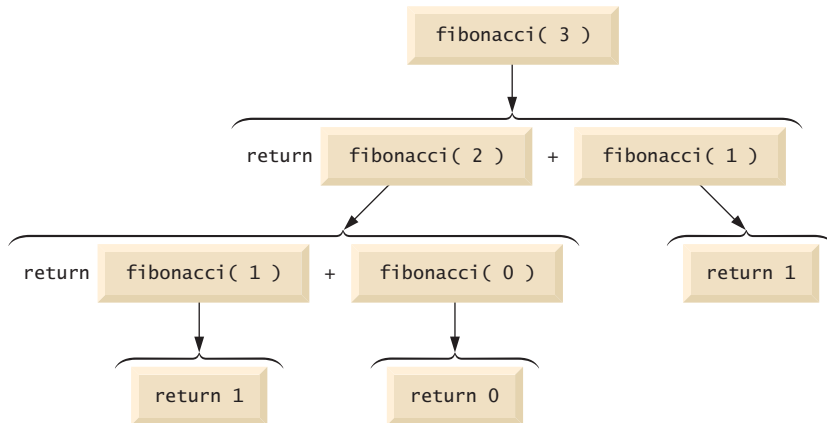 fibonacci( 3 )
return fibonacci( 2 ) + fibonacci( 1 )
return fibonacci( 1 ) + fibonacci( 0 ) return 1
return 1 return 0